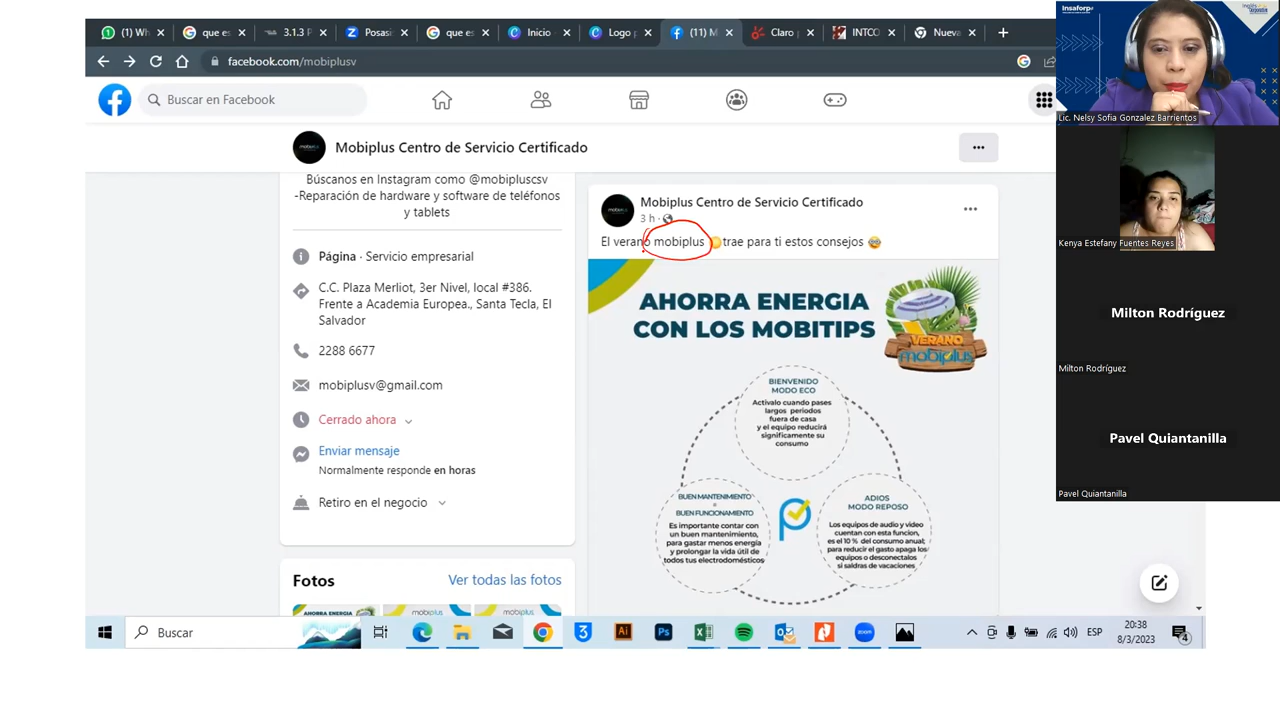 (1) Wh
que es
3.1.3 P
Posasi
que es
Inicio -
Logo p
(11) M
Claro p
INTCO
Nueva
facebook.com/mobiplusv
Buscar en Facebook
Mobiplus Centro de Servicio Certificado
Búscanos en Instagram como @mobipluscsv
-Reparación de hardware y software de teléfonos
y tablets
Página · Servicio empresarial
C.C. Plaza Merliot, 3er Nivel, local #386.
Frente a Academia Europea., Santa Tecla, El
Salvador
2288 6677
mobiplusv@gmail.com
Cerrado ahora
Enviar mensaje
Normalmente responde en horas
Retiro en el negocio
Fotos
Ver todas las fotos
AHORRA ENERGIA
mobiplus
mobiplus
Mobiplus Centro de Servicio Certificado
3 h ·
El verano mobiplus trae para ti estos consejos
AHORRA ENERGIA
CON LOS MOBITIPS
VERANO
mobiplus
BIENVENIDO
MODO ECO
Activalo cuando pases
largos periodos
fuera de casa
y el equipo reducirá
significamente su
consumo
BUEN MANTENIMIENTO
=
BUEN FUNCIONAMIENTO
Es importante contar con
un buen mantenimiento,
para gastar menos energía
y prolongar la vida útil de
todos tus electrodomésticos
ADIOS
MODO REPOSO
Los equipos de audio y video
cuentan con esta funcion,
es el 10 % del consumo anual;
para reducir el gasto apaga los
equipos o desconectalos
si saldras de vacaciones
Buscar
ESP
20:38
8/3/2023
4
Insaforp
Inglés
Lic. Nelsy Sofia Gonzalez Barrientos
Kenya Estefany Fuentes Reyes
Milton Rodríguez
Milton Rodríguez
Pavel Quiantanilla
Pavel Quiantanilla